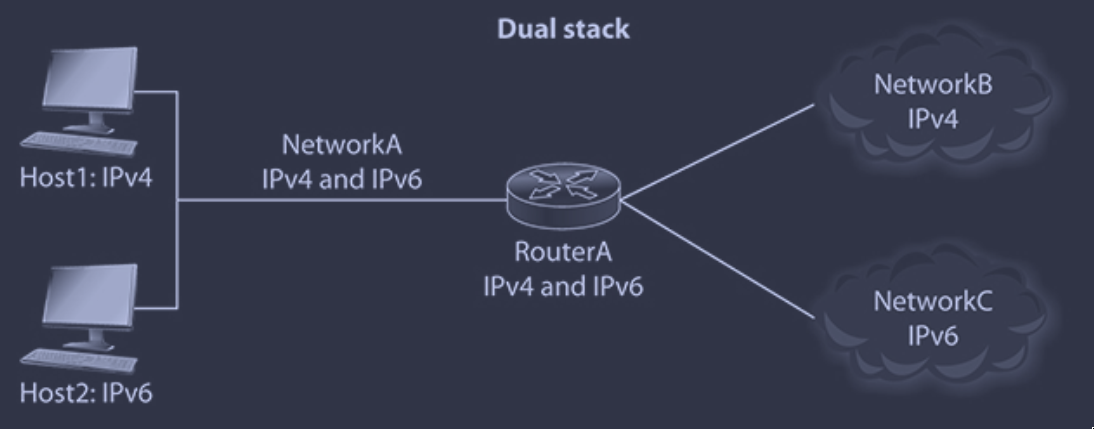 Dual stack
Host1: IPv4
NetworkA
IPv4 and IPv6
RouterA
IPv4 and IPv6
NetworkB
IPv4
NetworkC
IPv6
Host2: IPv6